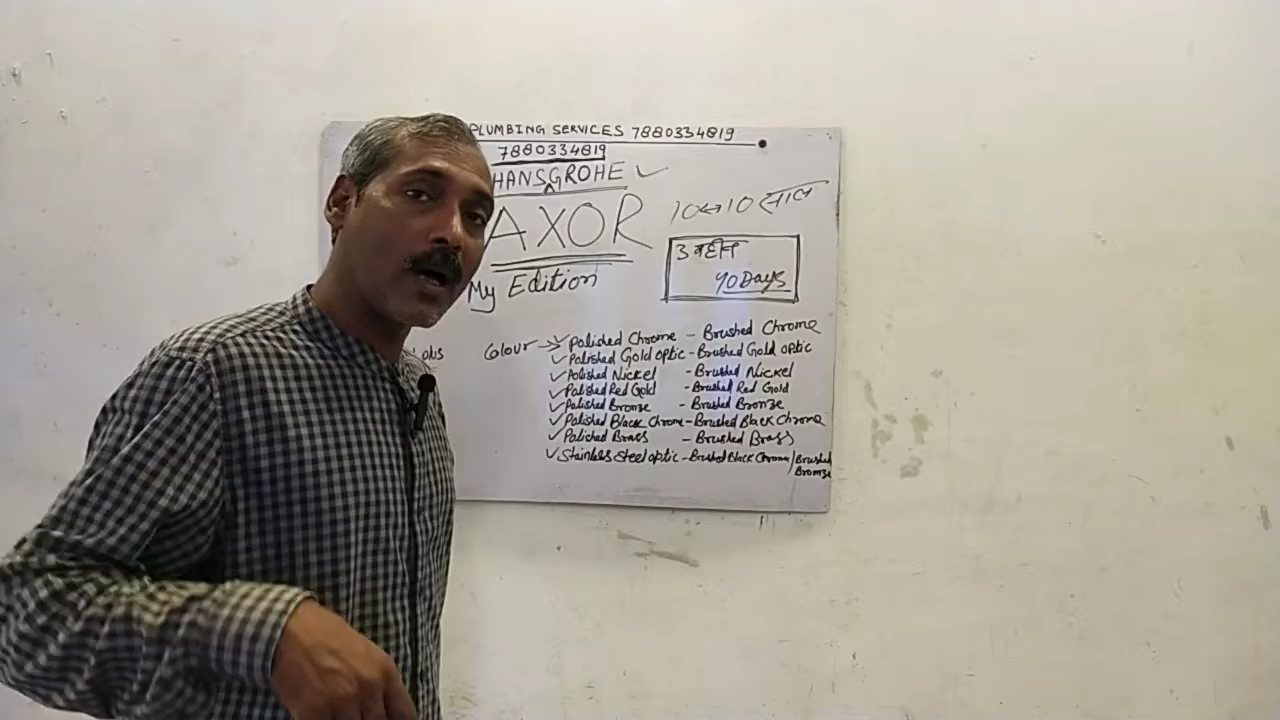 PLUMBING SERVICES 7880334819
7880334819
HANSGROHE ✓
AXOR
10 से 10 साल
My Edition
3 महीने
90 Days
plus
Colour → ✓ Polished Chrome - Brushed Chrome
✓ Polished Gold optic - Brushed Gold optic
✓ Polished Nickel - Brushed Nickel
✓ Polished Red Gold - Brushed Red Gold
✓ Polished Bronze - Brushed Bronze
✓ Polished Black Chrome - Brushed Black Chrome
✓ Polished Brass - Brushed Brass
✓ Stainless Steel optic - Brushed Black Chrome / Brushed
Bronze